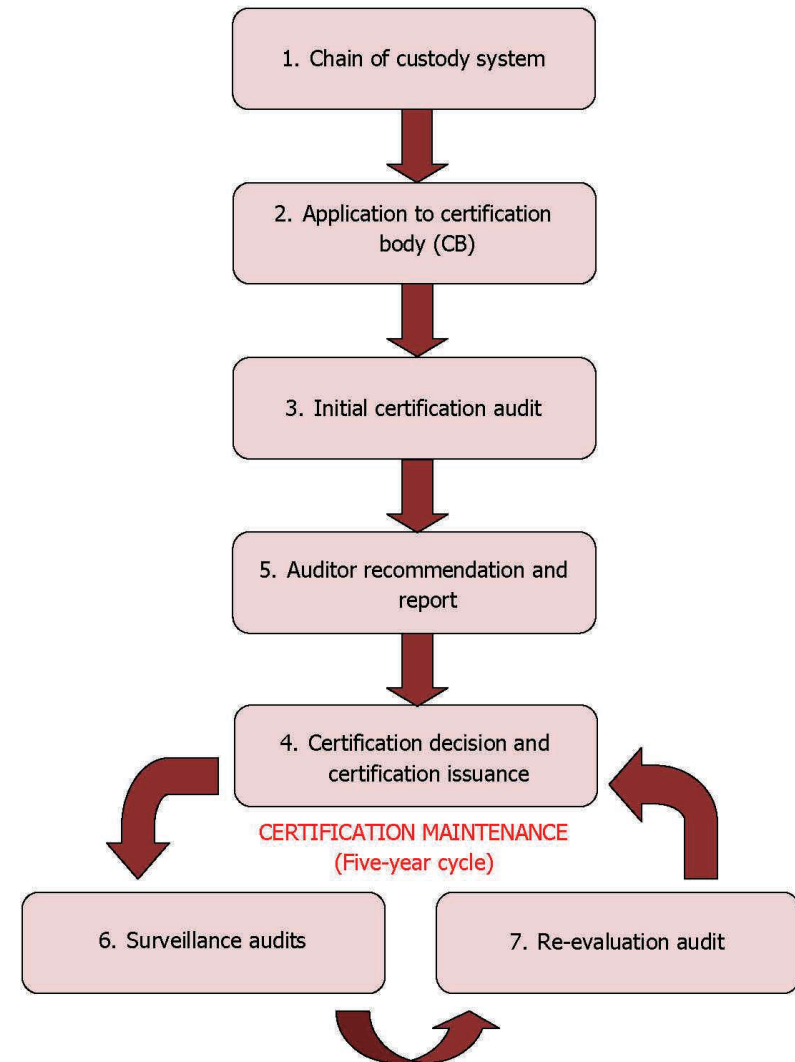 1. Chain of custody system
2. Application to certification
body (CB)
3. Initial certification audit
5. Auditor recommendation and
report
4. Certification decision and
certification issuance
CERTIFICATION MAINTENANCE
(Five-year cycle)
6. Surveillance audits
7. Re-evaluation audit